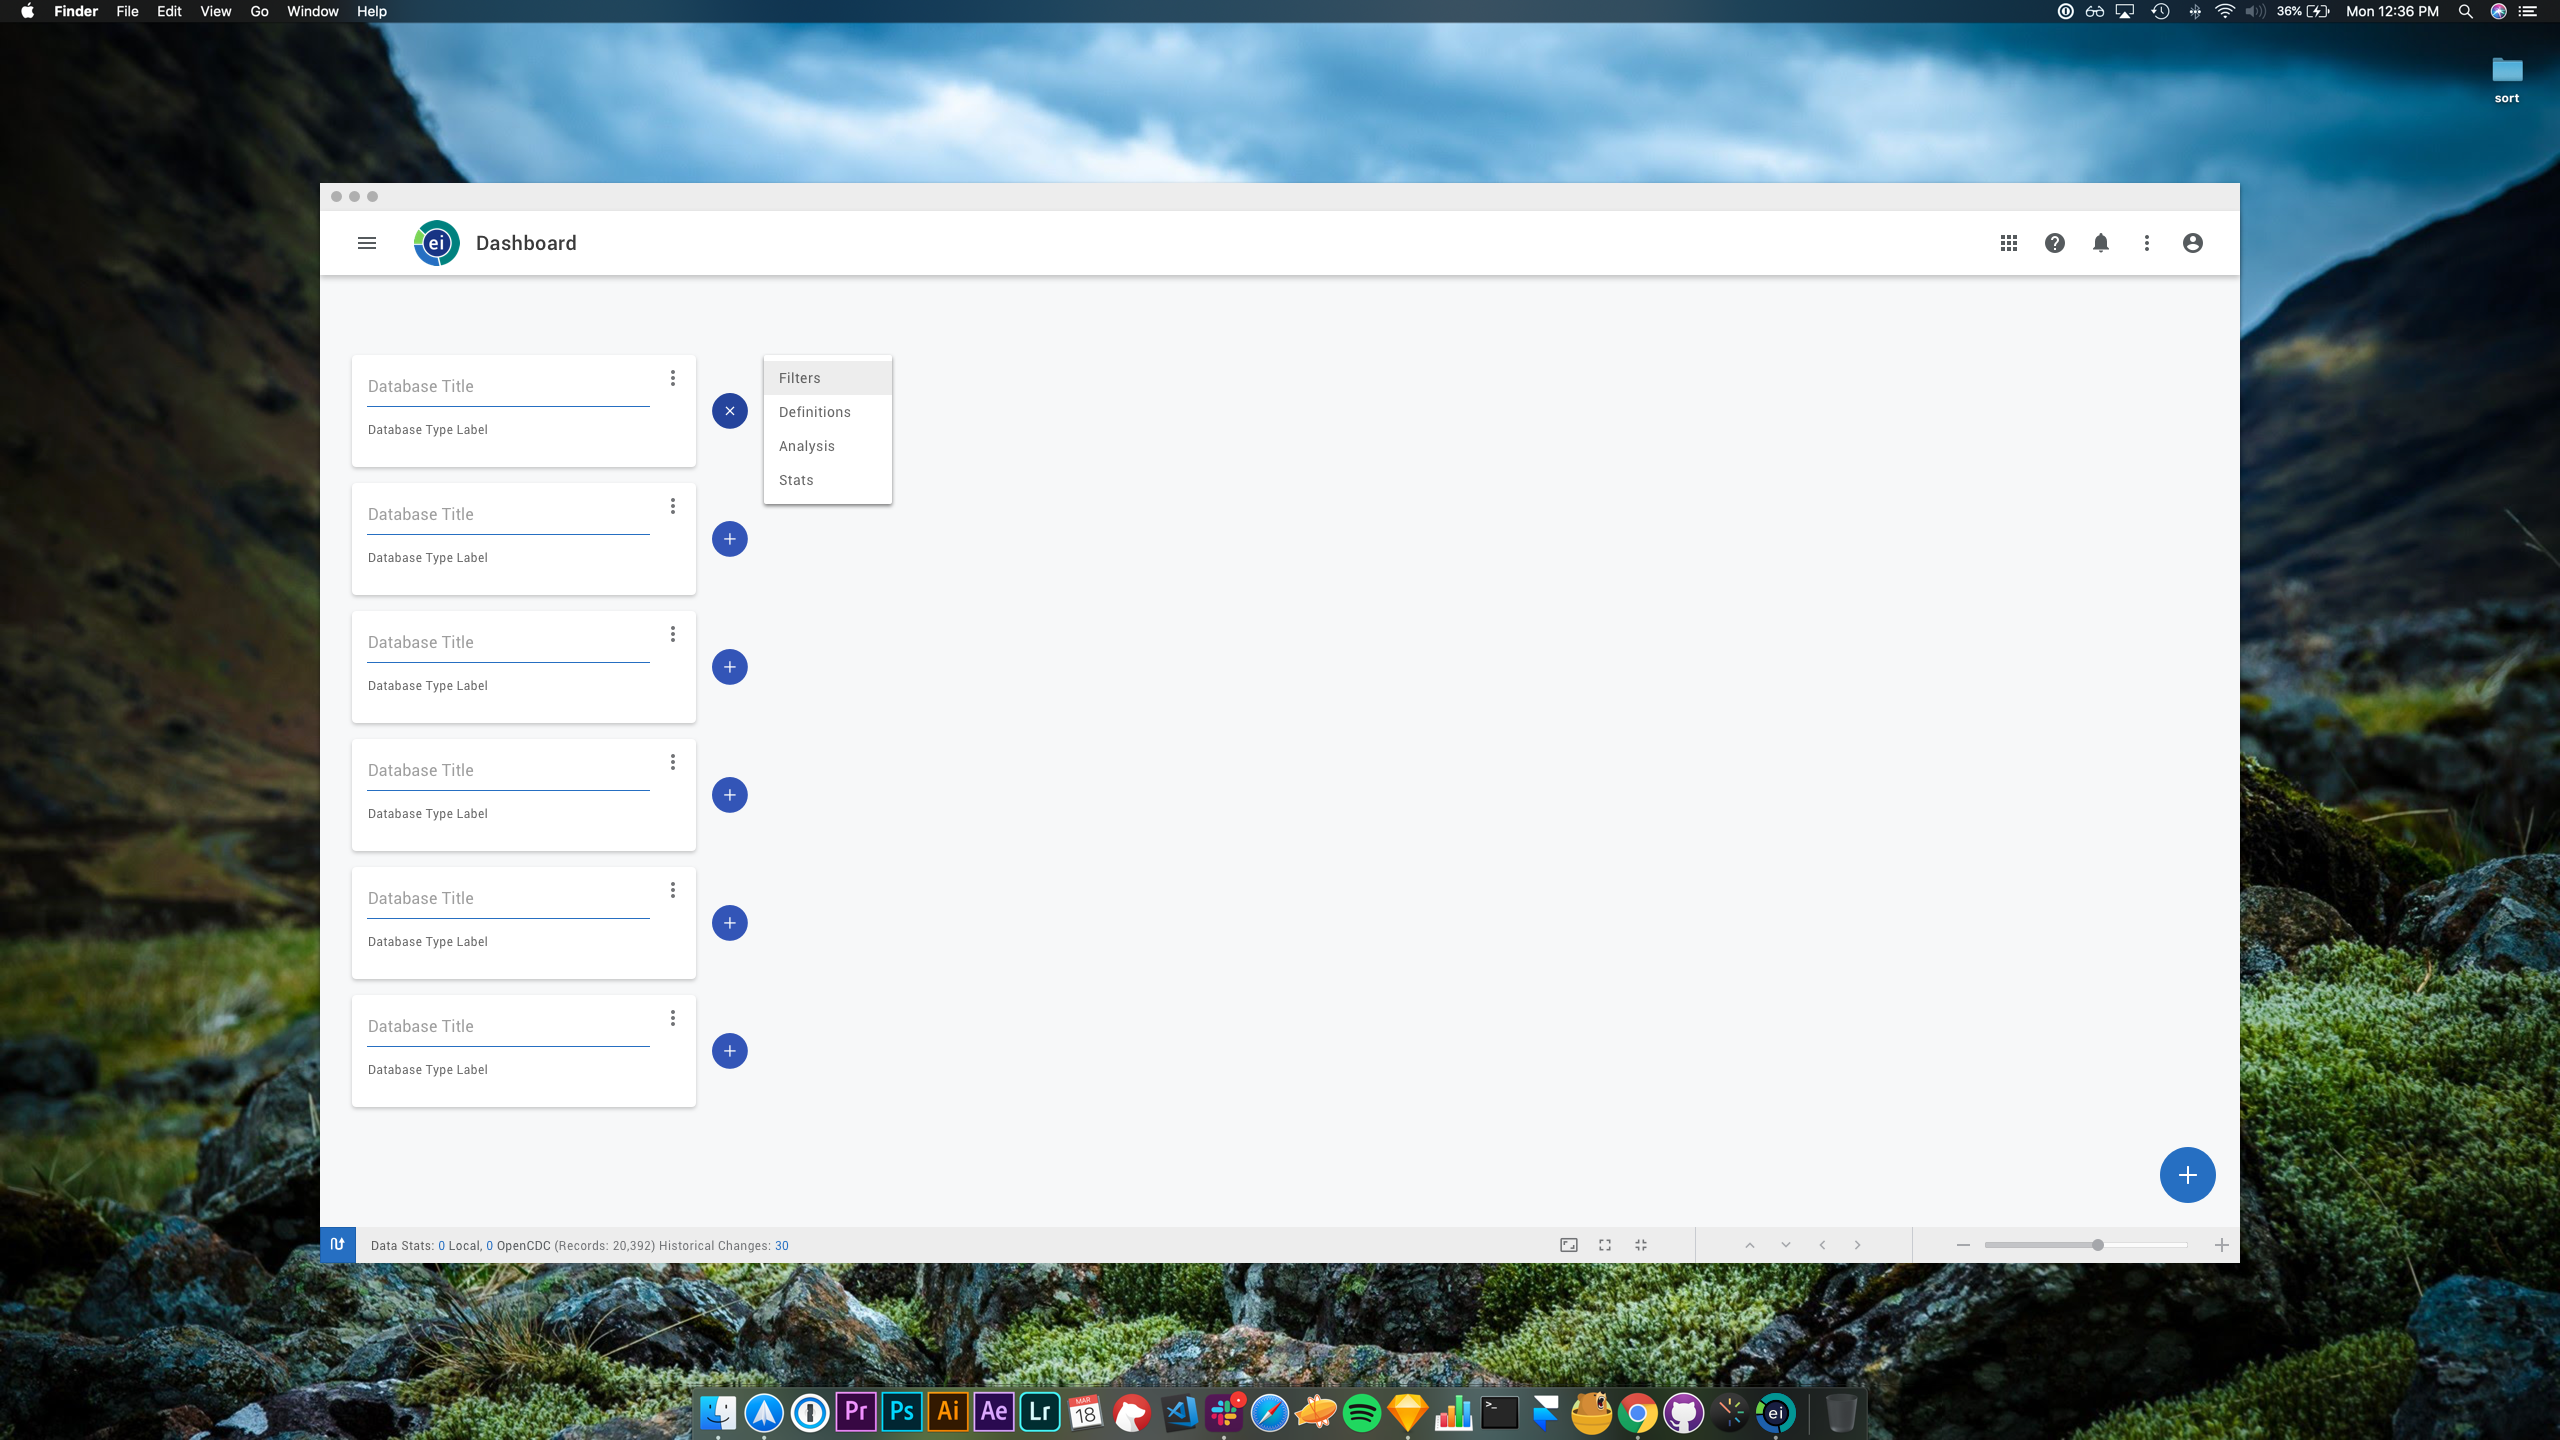 Finder File Edit View Go Window Help 36% Mon 12:36 PM
sort
ei Dashboard
Database Title
Database Type Label
Filters
Definitions
Analysis
Stats
Database Title
Database Type Label
Database Title
Database Type Label
Database Title
Database Type Label
Database Title
Database Type Label
Database Title
Database Type Label
Data Stats: 0 Local, 0 OpenCDC (Records: 20,392) Historical Changes: 30
Pr Ps Ai Ae Lr MAR 18 ei